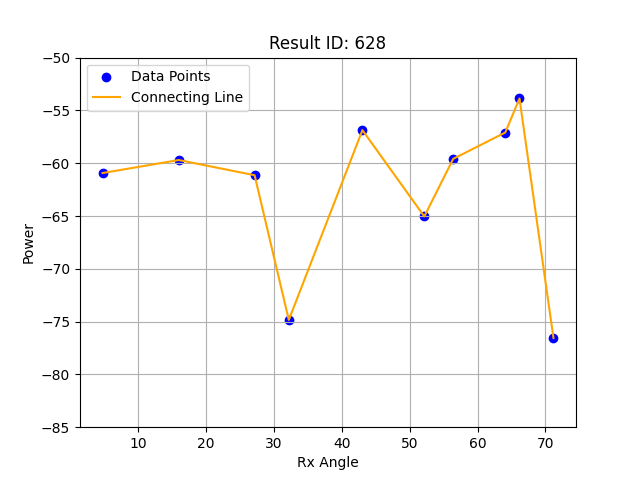 Result ID: 628
Data Points
Connecting Line
−50
−55
−60
−65
−70
−75
−80
−85
Power
10 20 30 40 50 60 70
Rx Angle